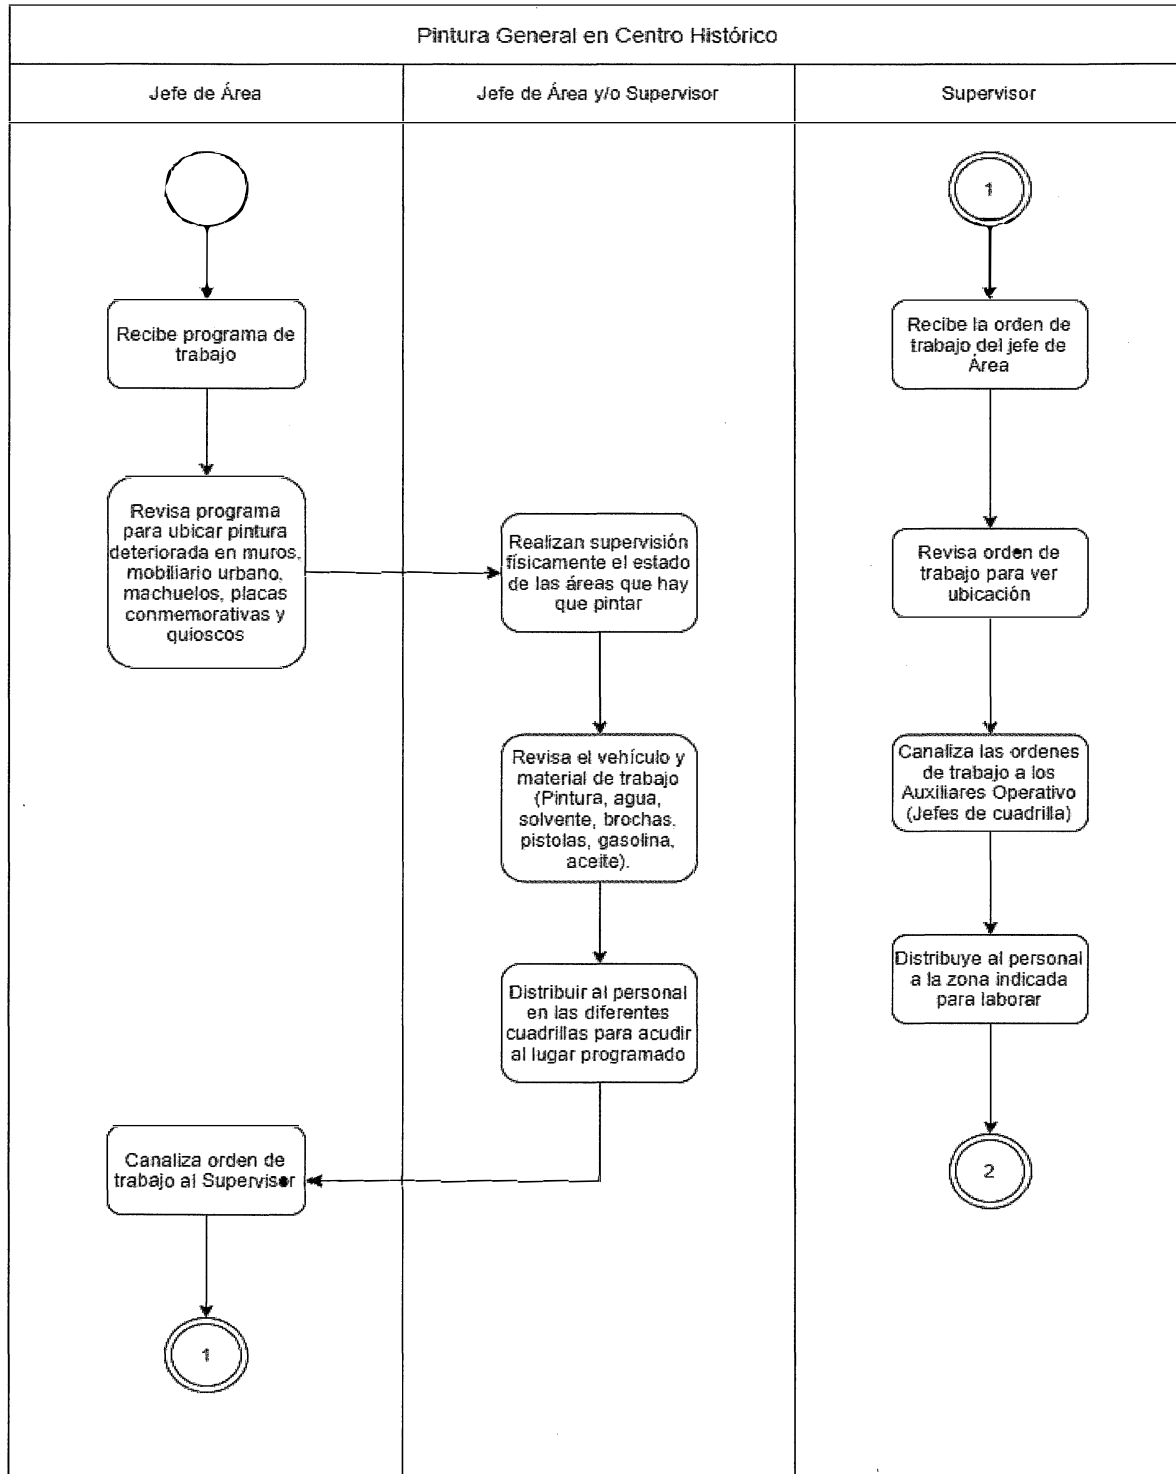 Pintura General en Centro Histórico
Jefe de Área
Jefe de Área y/o Supervisor
Supervisor
Recibe programa de
trabajo
Revisa programa
para ubicar pintura
deteriorada en muros,
mobiliario urbano,
machuelos, placas
conmemorativas y
quioscos
Realizan supervisión
físicamente el estado
de las áreas que hay
que pintar
Revisa el vehículo y
material de trabajo
(Pintura, agua,
solvente, brochas,
pistolas, gasolina,
aceite).
Distribuir al personal
en las diferentes
cuadrillas para acudir
al lugar programado
Canaliza orden de
trabajo al Supervisor
1
1
Recibe la orden de
trabajo del jefe de
Área
Revisa orden de
trabajo para ver
ubicación
Canaliza las ordenes
de trabajo a los
Auxiliares Operativo
(Jefes de cuadrilla)
Distribuye al personal
a la zona indicada
para laborar
2